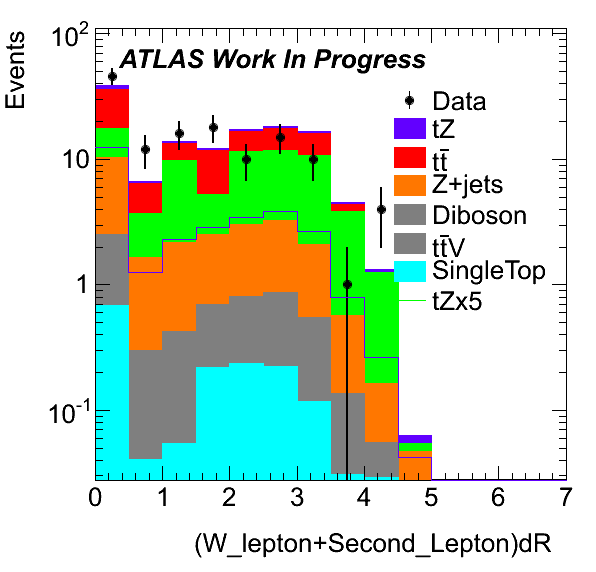 Events
10²
10
1
10⁻¹
ATLAS Work In Progress
Data
tZ
tt̄
Z+jets
Diboson
tt̄V
SingleTop
tZx5
0 1 2 3 4 5 6 7
(W_lepton+Second_Lepton)dR